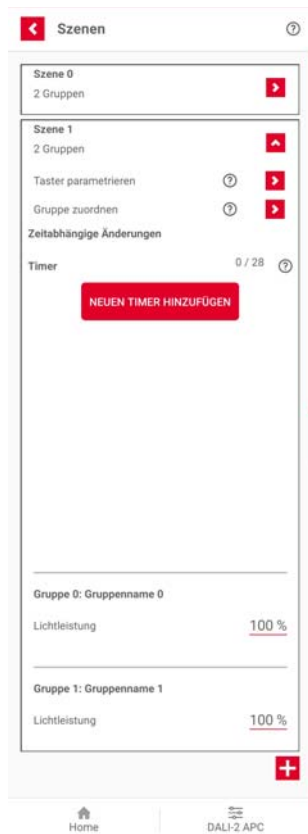 Szenen
Szene 0
2 Gruppen
Szene 1
2 Gruppen
Taster parametrieren
Gruppe zuordnen
Zeitabhängige Änderungen
Timer 0 / 28
NEUEN TIMER HINZUFÜGEN
Gruppe 0: Gruppenname 0
Lichtleistung 100 %
Gruppe 1: Gruppenname 1
Lichtleistung 100 %
Home DALI-2 APC